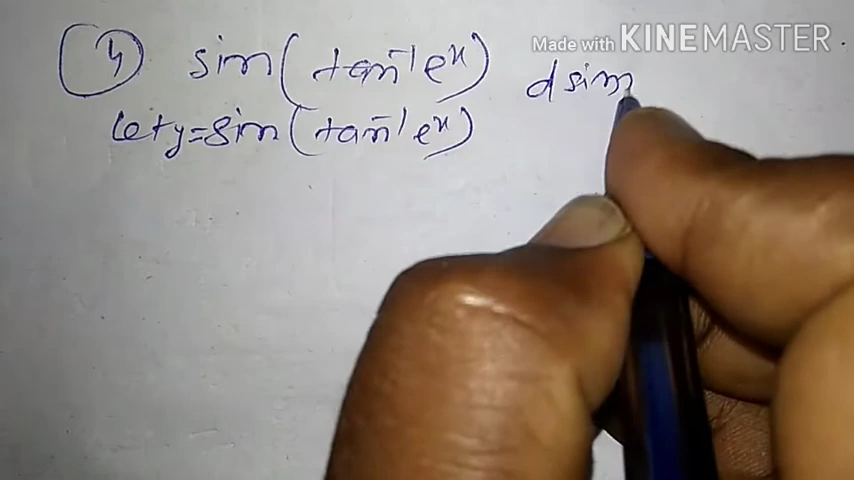 Made with KINEMASTER
(4) sin(tan⁻¹eˣ) d sin
let y=sin(tan⁻¹eˣ)